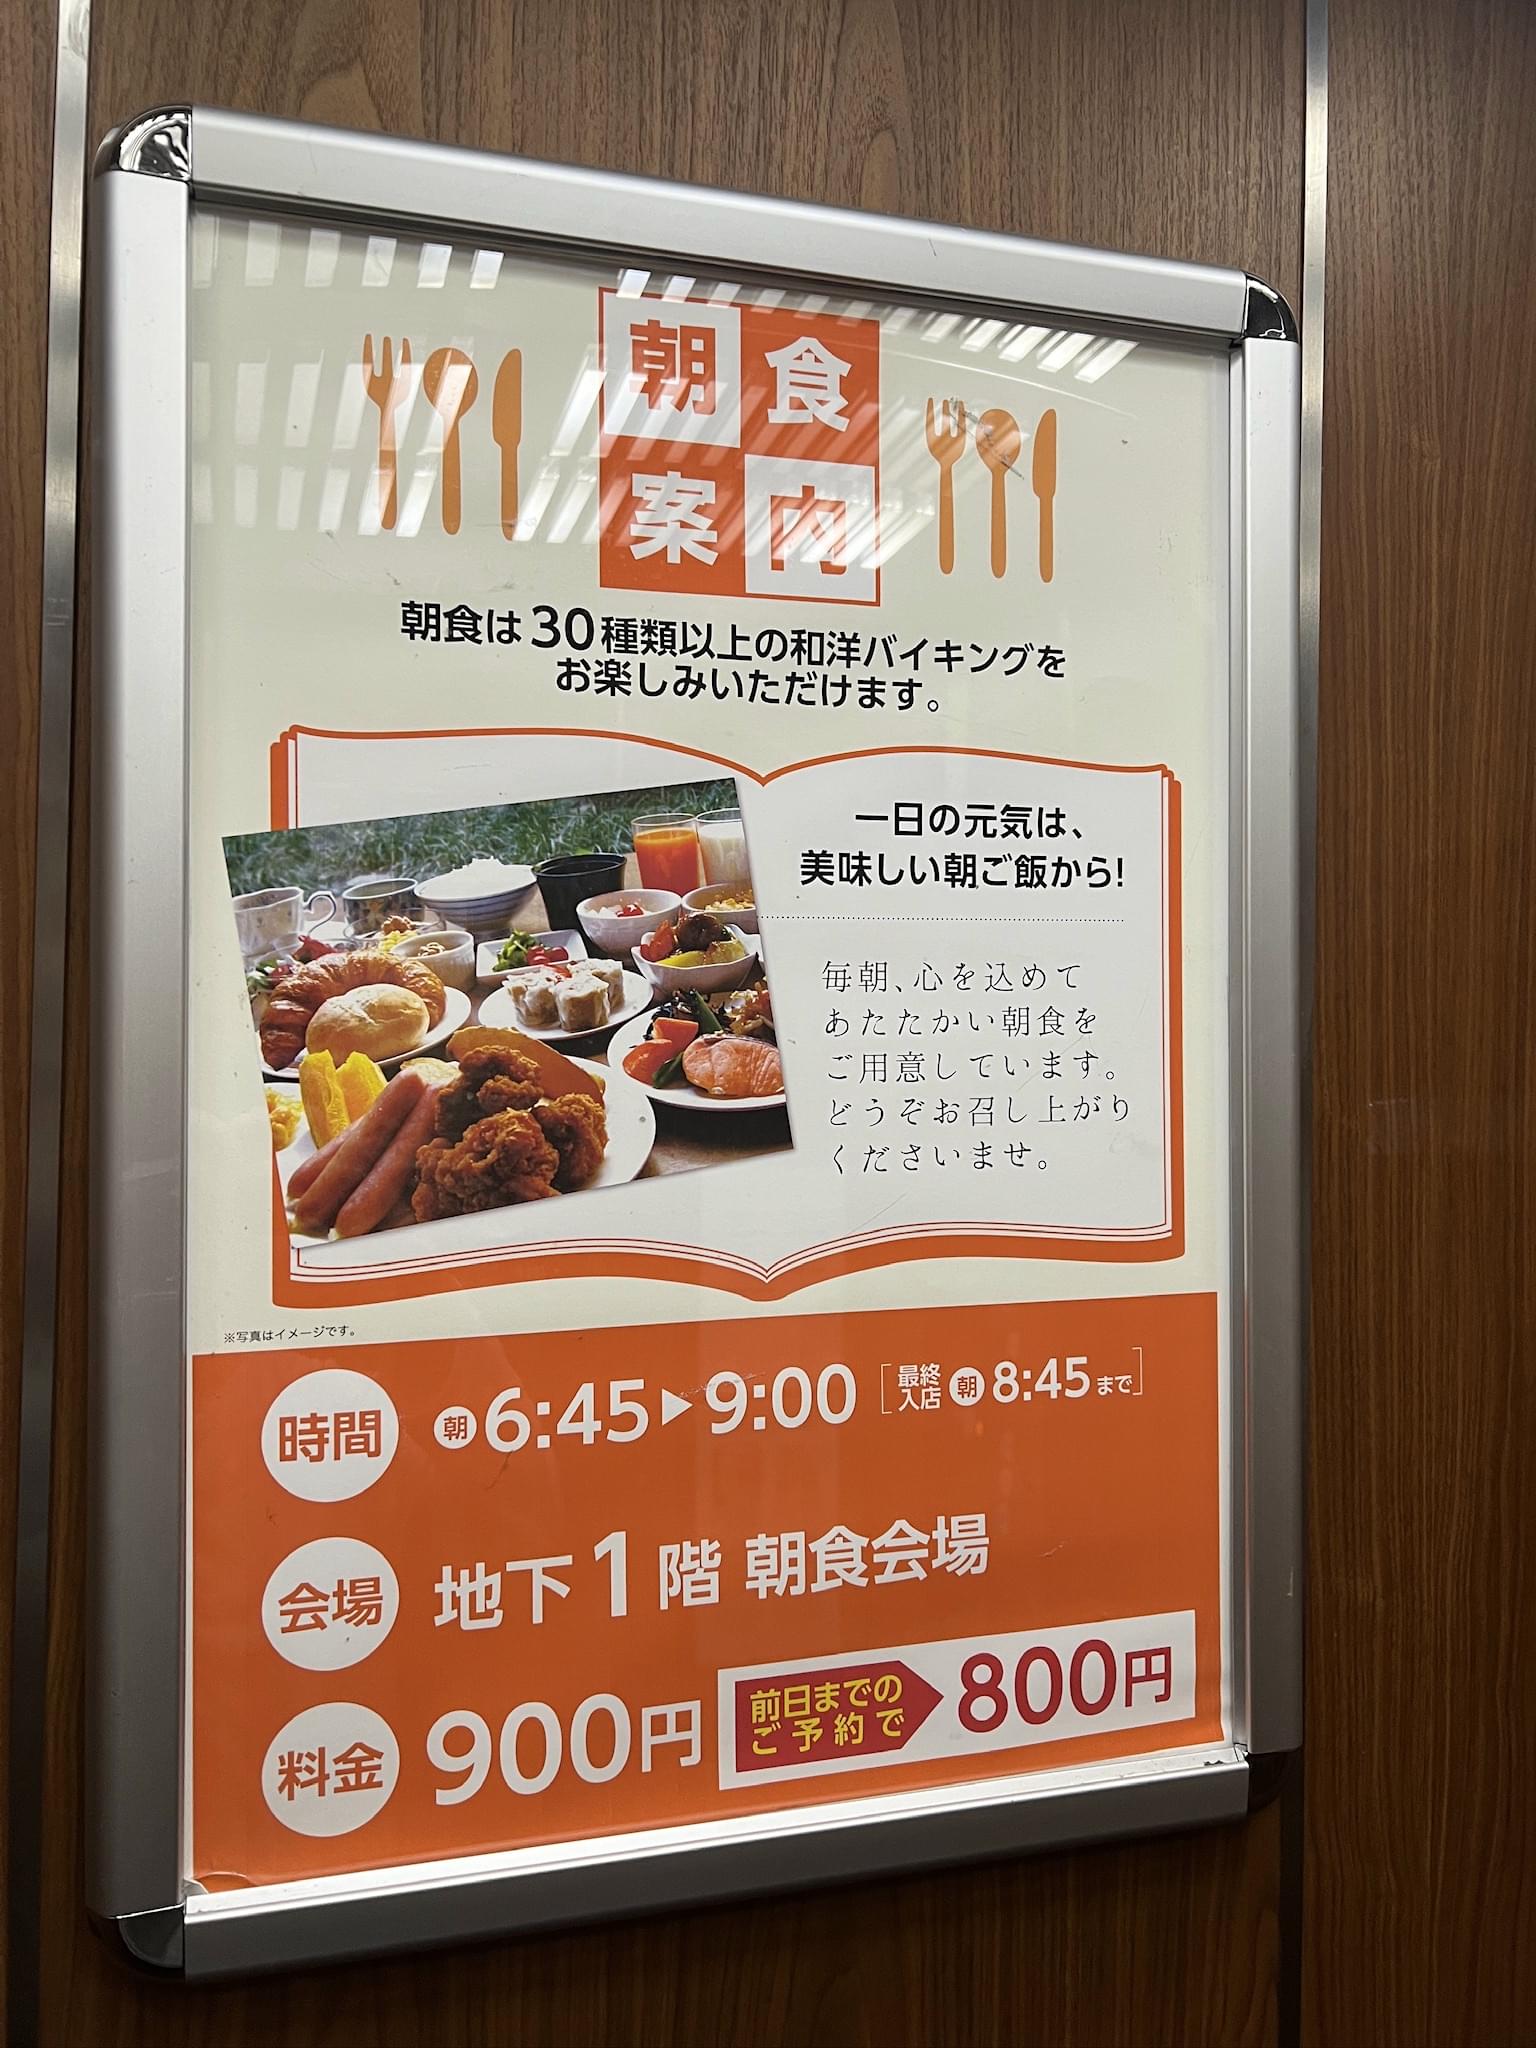 朝食
案内
朝食は30種類以上の和洋バイキングを
お楽しみいただけます。
一日の元気は、
美味しい朝ご飯から!
毎朝、心を込めて
あたたかい朝食を
ご用意しています。
どうぞお召し上がり
くださいませ。
※写真はイメージです。
時間 朝6:45▶9:00 [最終入店 朝8:45まで]
会場 地下1階 朝食会場
料金 900円 前日までのご予約で 800円